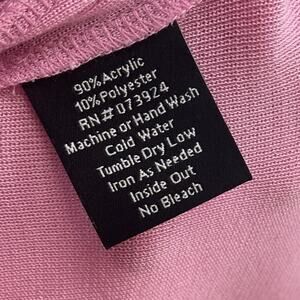 90% Acrylic
10% Polyester
RN# 073924
Machine or Hand Wash
Cold Water
Tumble Dry Low
Iron As Needed
Inside Out
No Bleach